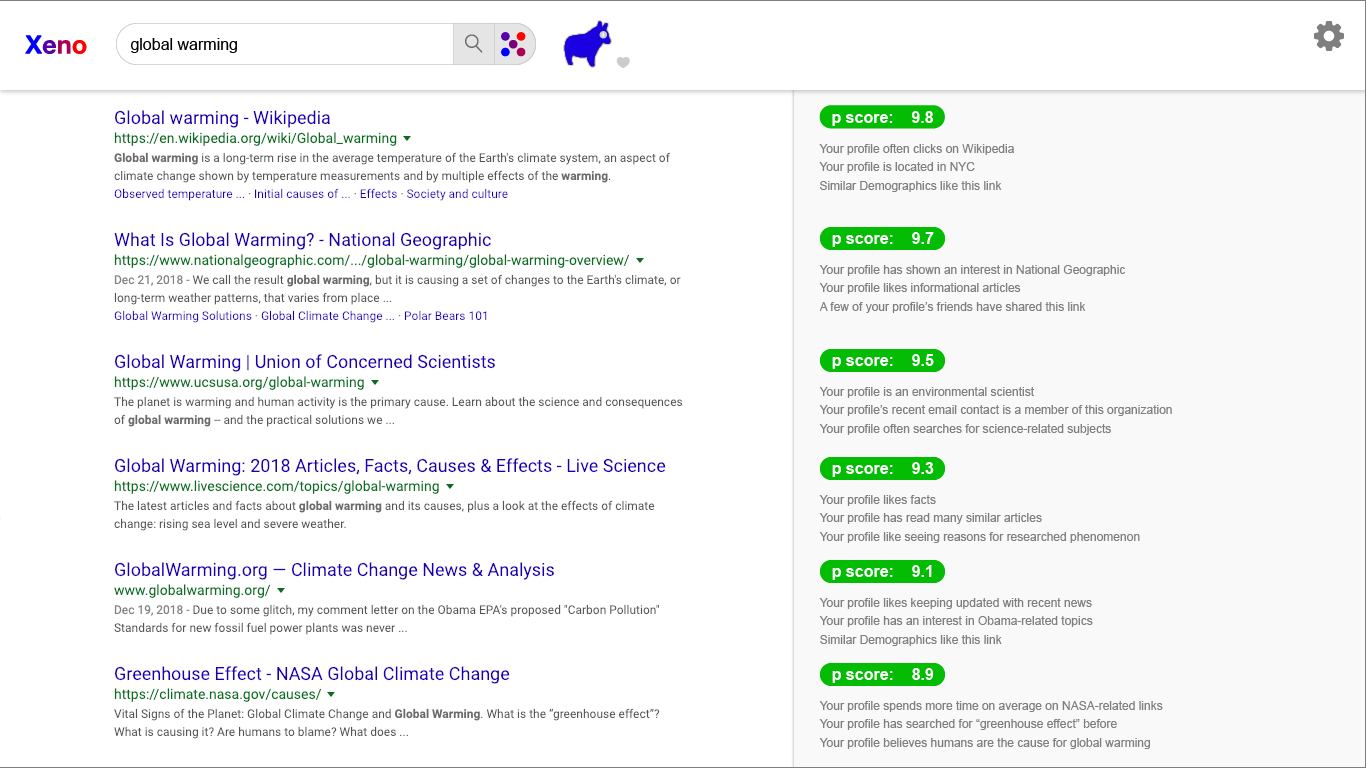 Xeno
global warming
Global warming - Wikipedia
https://en.wikipedia.org/wiki/Global_warming
Global warming is a long-term rise in the average temperature of the Earth's climate system, an aspect of
climate change shown by temperature measurements and by multiple effects of the warming.
Observed temperature ... · Initial causes of ... · Effects · Society and culture
p score: 9.8
Your profile often clicks on Wikipedia
Your profile is located in NYC
Similar Demographics like this link
What Is Global Warming? - National Geographic
https://www.nationalgeographic.com/.../global-warming/global-warming-overview/
Dec 21, 2018 - We call the result global warming, but it is causing a set of changes to the Earth's climate, or
long-term weather patterns, that varies from place ...
Global Warming Solutions · Global Climate Change ... · Polar Bears 101
p score: 9.7
Your profile has shown an interest in National Geographic
Your profile likes informational articles
A few of your profile's friends have shared this link
Global Warming | Union of Concerned Scientists
https://www.ucsusa.org/global-warming
The planet is warming and human activity is the primary cause. Learn about the science and consequences
of global warming -- and the practical solutions we ...
p score: 9.5
Your profile is an environmental scientist
Your profile's recent email contact is a member of this organization
Your profile often searches for science-related subjects
Global Warming: 2018 Articles, Facts, Causes & Effects - Live Science
https://www.livescience.com/topics/global-warming
The latest articles and facts about global warming and its causes, plus a look at the effects of climate
change: rising sea level and severe weather.
p score: 9.3
Your profile likes facts
Your profile has read many similar articles
Your profile like seeing reasons for researched phenomenon
GlobalWarming.org — Climate Change News & Analysis
www.globalwarming.org/
Dec 19, 2018 - Due to some glitch, my comment letter on the Obama EPA's proposed "Carbon Pollution"
Standards for new fossil fuel power plants was never ...
p score: 9.1
Your profile likes keeping updated with recent news
Your profile has an interest in Obama-related topics
Similar Demographics like this link
Greenhouse Effect - NASA Global Climate Change
https://climate.nasa.gov/causes/
Vital Signs of the Planet: Global Climate Change and Global Warming. What is the “greenhouse effect”?
What is causing it? Are humans to blame? What does ...
p score: 8.9
Your profile spends more time on average on NASA-related links
Your profile has searched for “greenhouse effect” before
Your profile believes humans are the cause for global warming